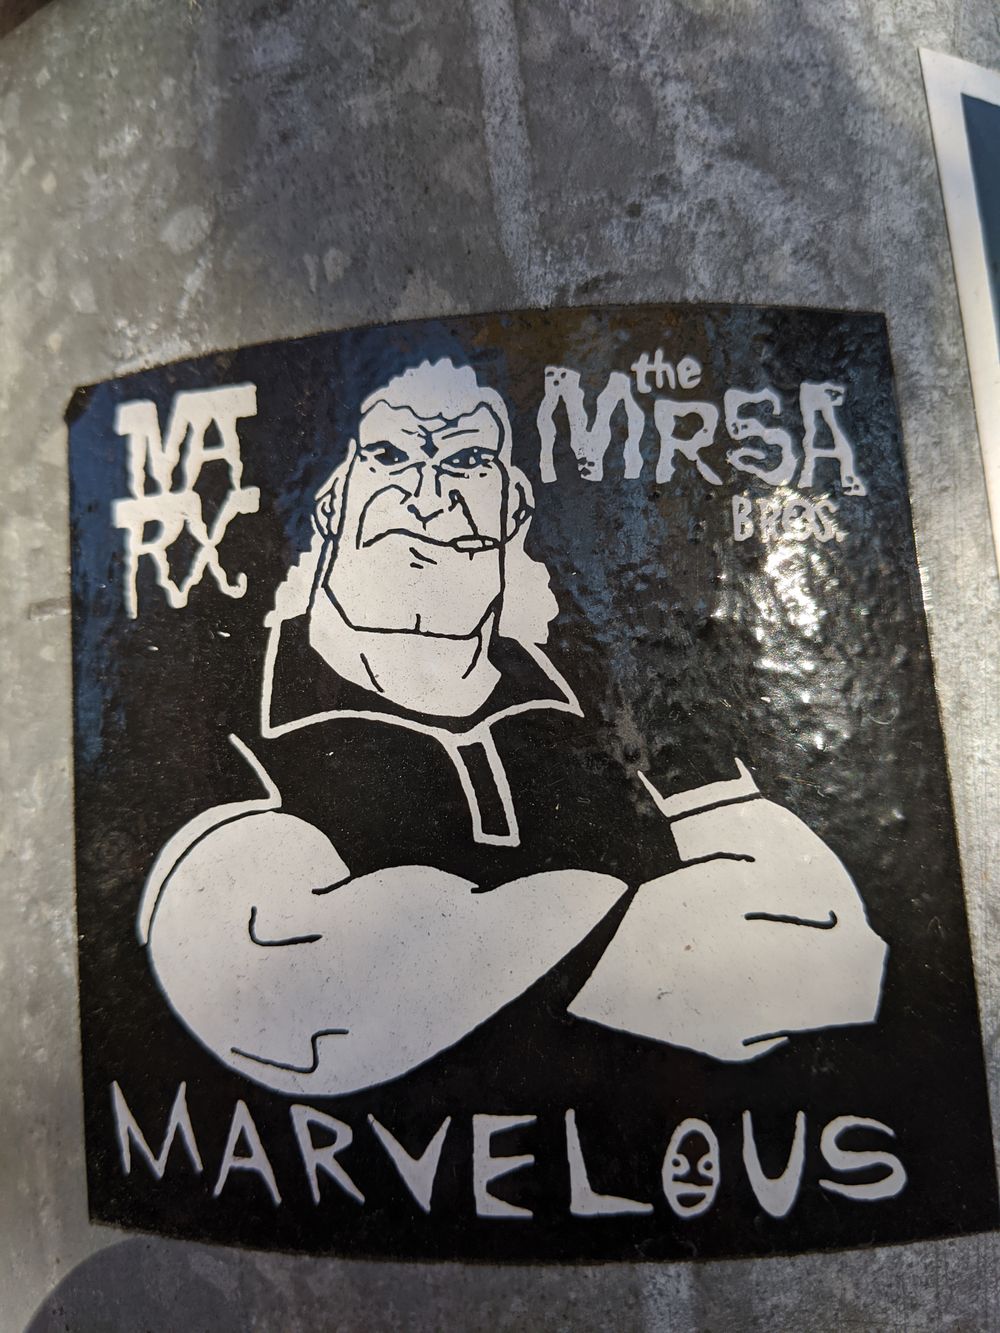 MA
RX
the
MRSA
BROS.
MARVELOUS